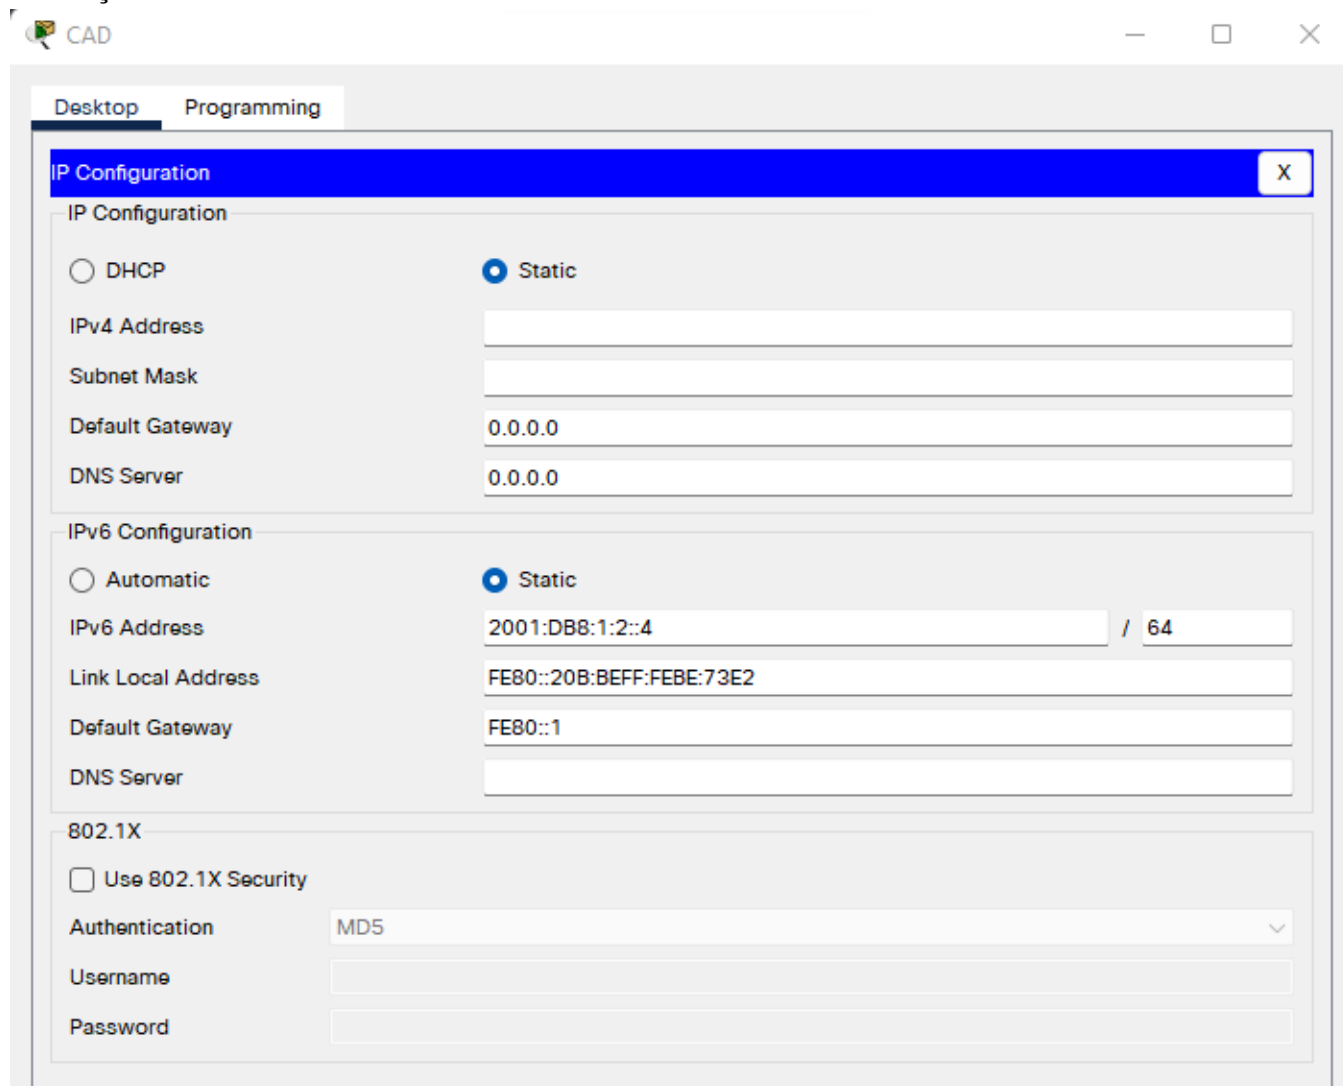 CAD
Desktop Programming
IP Configuration X
IP Configuration
DHCP Static
IPv4 Address
Subnet Mask
Default Gateway 0.0.0.0
DNS Server 0.0.0.0
IPv6 Configuration
Automatic Static
IPv6 Address 2001:DB8:1:2::4 / 64
Link Local Address FE80::20B:BEFF:FEBE:73E2
Default Gateway FE80::1
DNS Server
802.1X
Use 802.1X Security
Authentication MD5
Username
Password